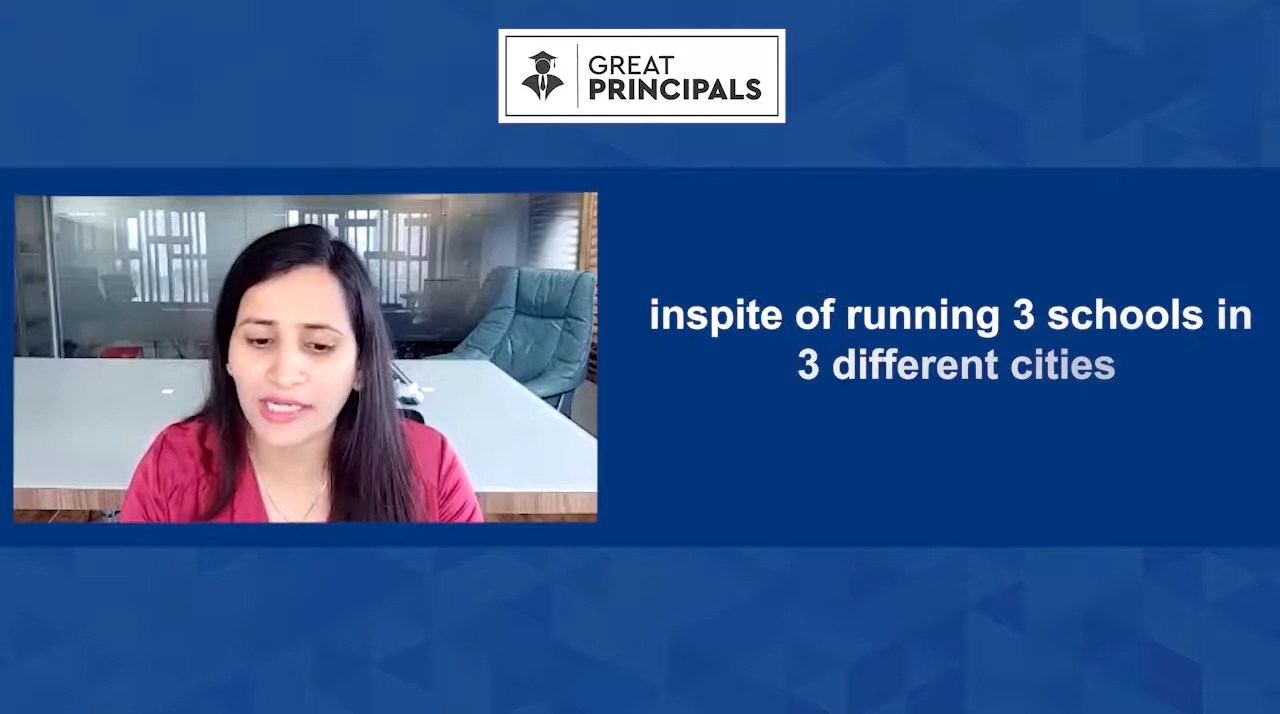 GREAT
PRINCIPALS
inspite of running 3 schools in
3 different cities